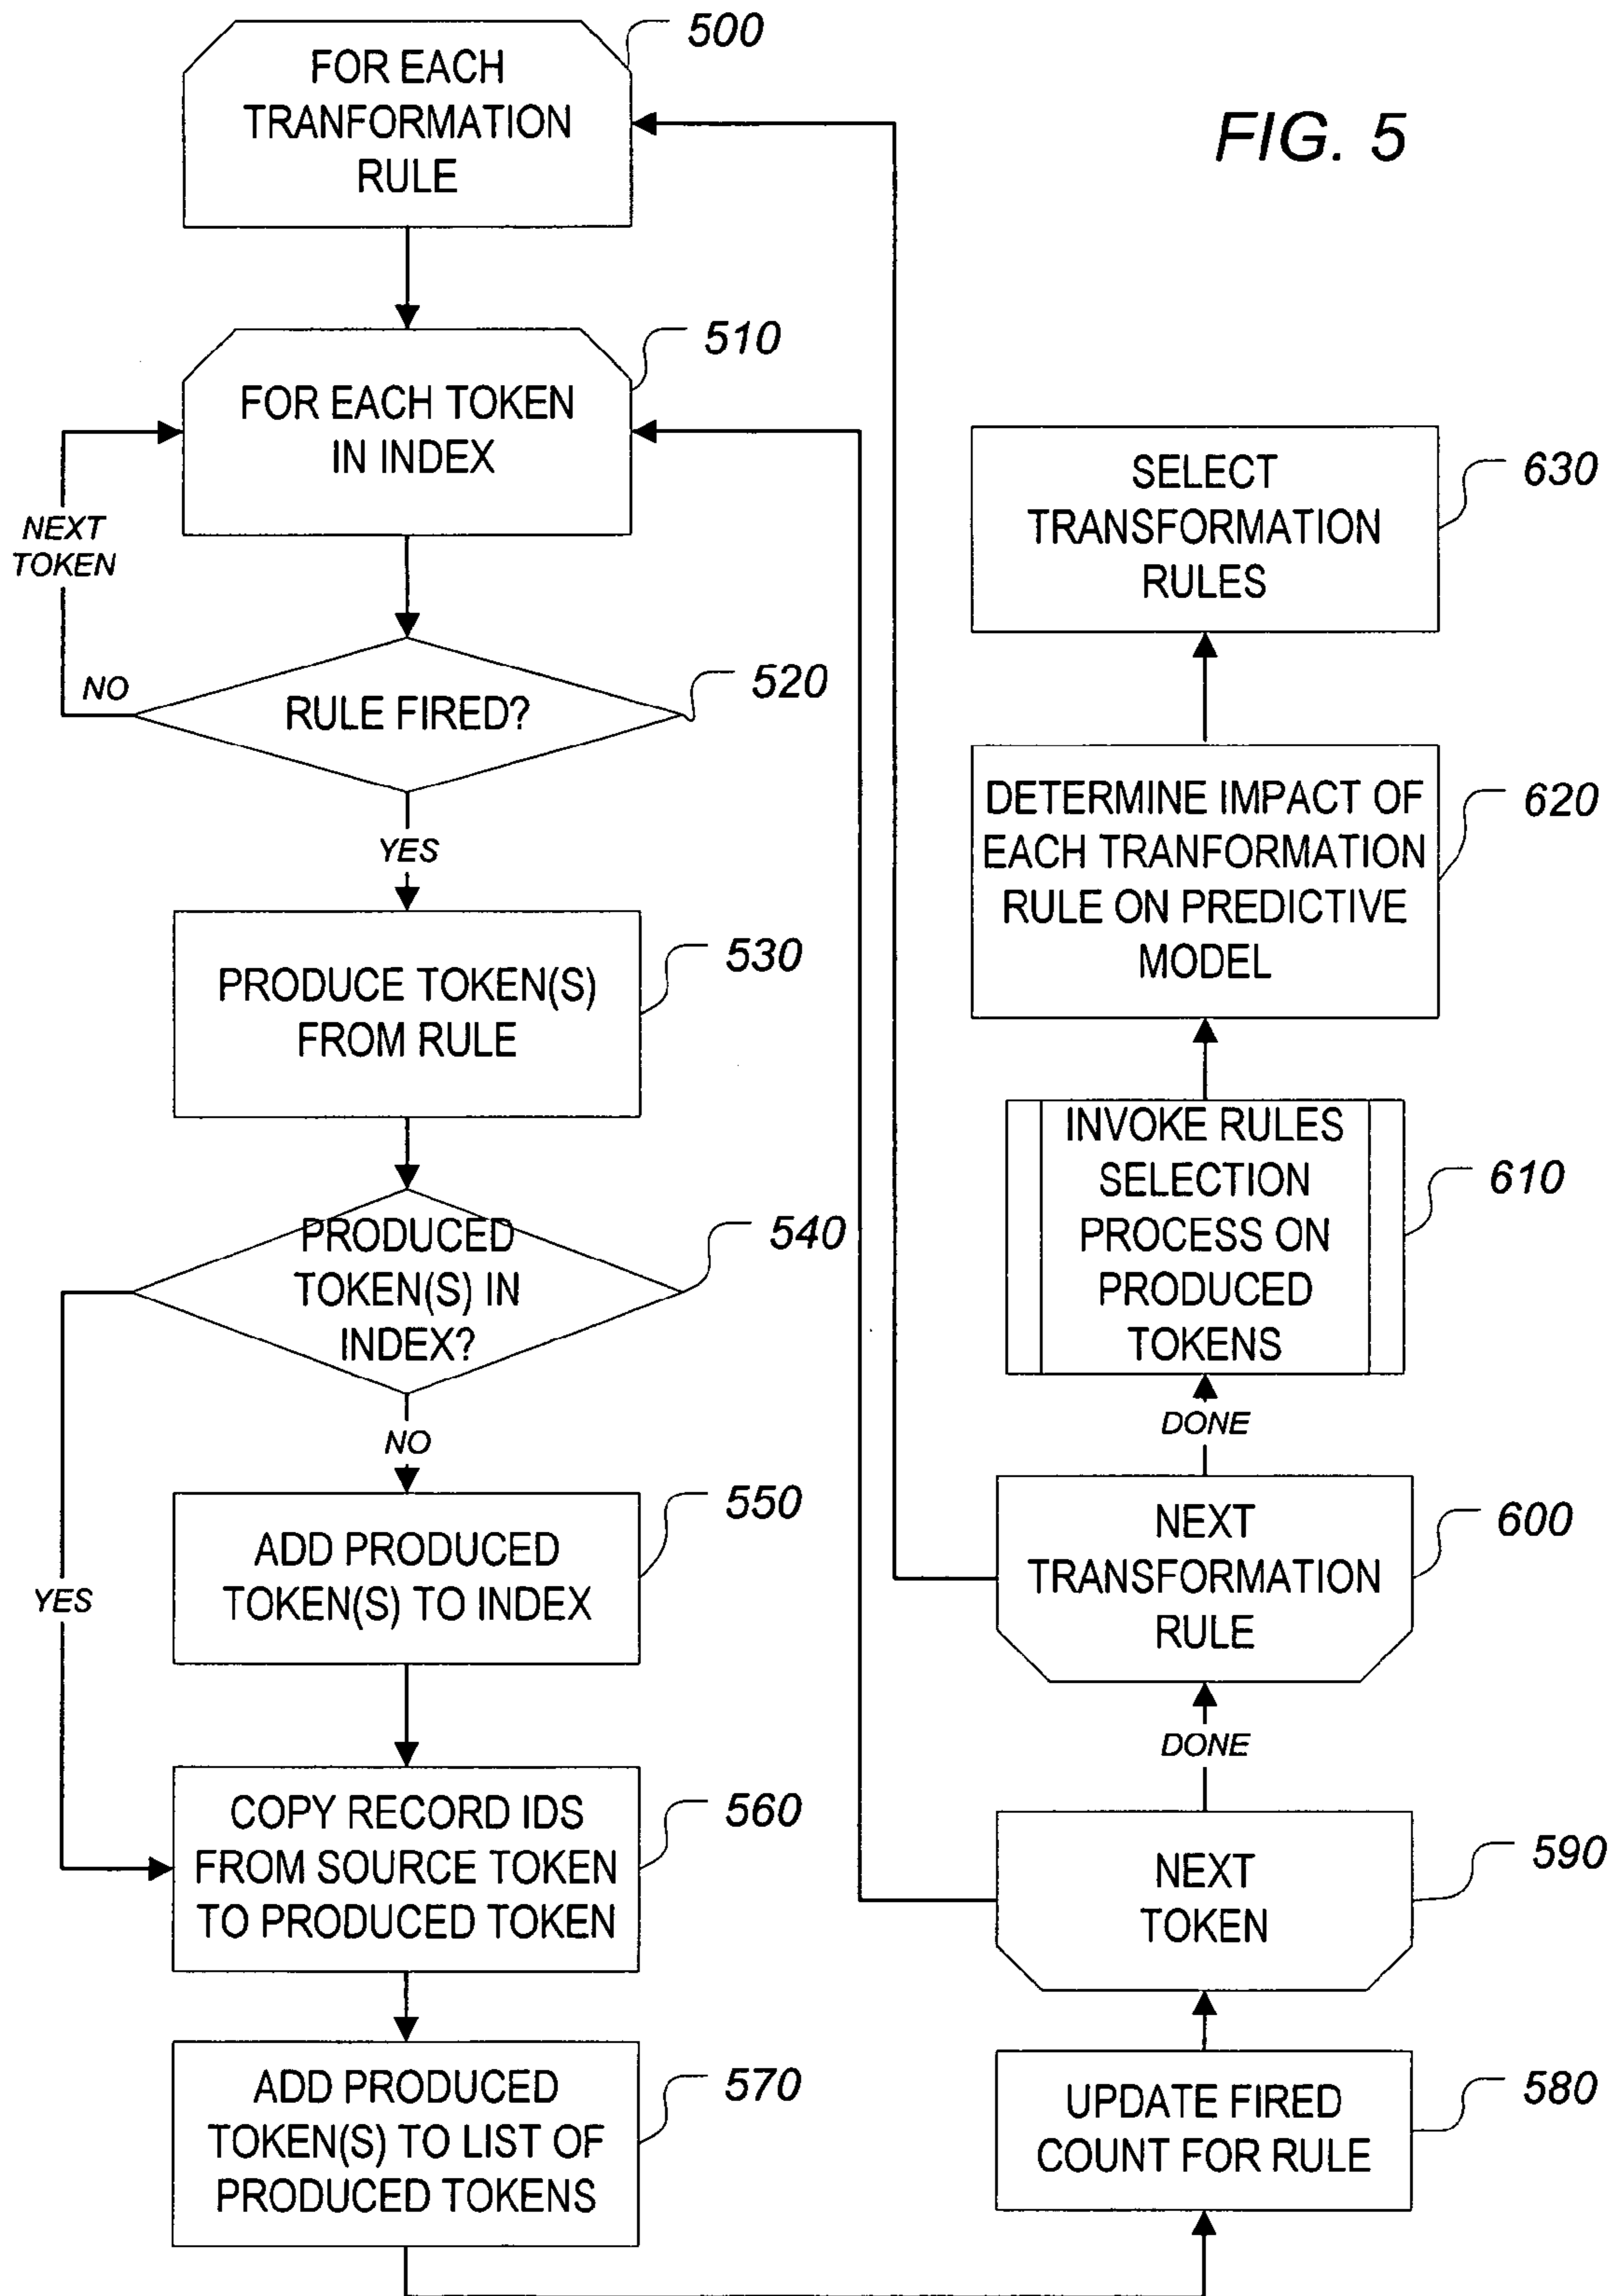 FIG. 5
500
FOR EACH
TRANFORMATION
RULE
510
FOR EACH TOKEN
IN INDEX
NEXT
TOKEN
NO
RULE FIRED?
520
YES
530
PRODUCE TOKEN(S)
FROM RULE
540
PRODUCED
TOKEN(S) IN
INDEX?
NO
YES
550
ADD PRODUCED
TOKEN(S) TO INDEX
560
COPY RECORD IDS
FROM SOURCE TOKEN
TO PRODUCED TOKEN
570
ADD PRODUCED
TOKEN(S) TO LIST OF
PRODUCED TOKENS
630
SELECT
TRANSFORMATION
RULES
620
DETERMINE IMPACT OF
EACH TRANFORMATION
RULE ON PREDICTIVE
MODEL
610
INVOKE RULES
SELECTION
PROCESS ON
PRODUCED
TOKENS
DONE
600
NEXT
TRANSFORMATION
RULE
DONE
590
NEXT
TOKEN
580
UPDATE FIRED
COUNT FOR RULE